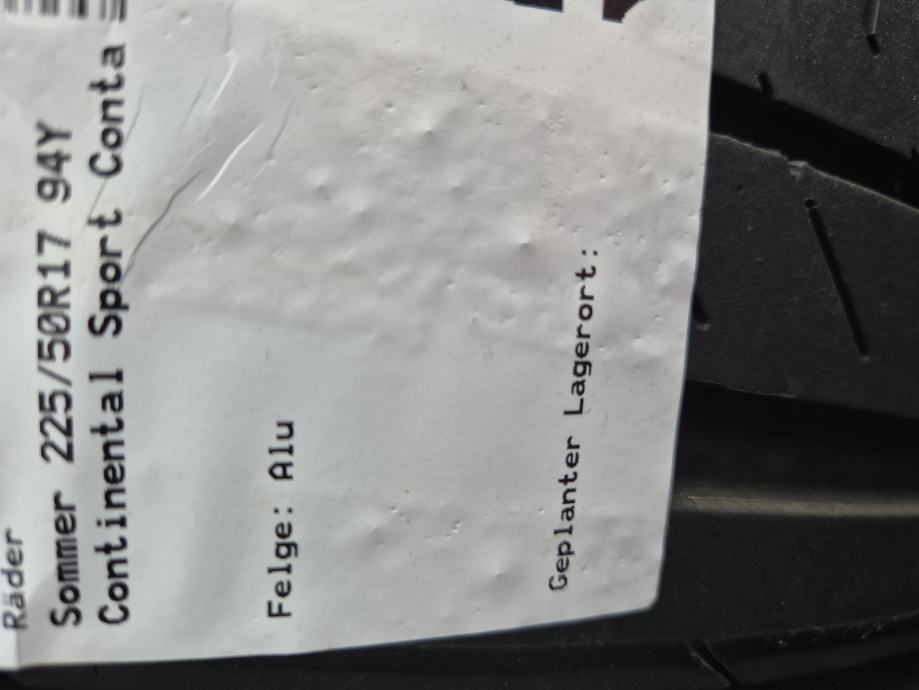 Räder
Sommer 225/50R17 94Y
Continental Sport Conta
Felge: Alu
Geplanter Lagerort: